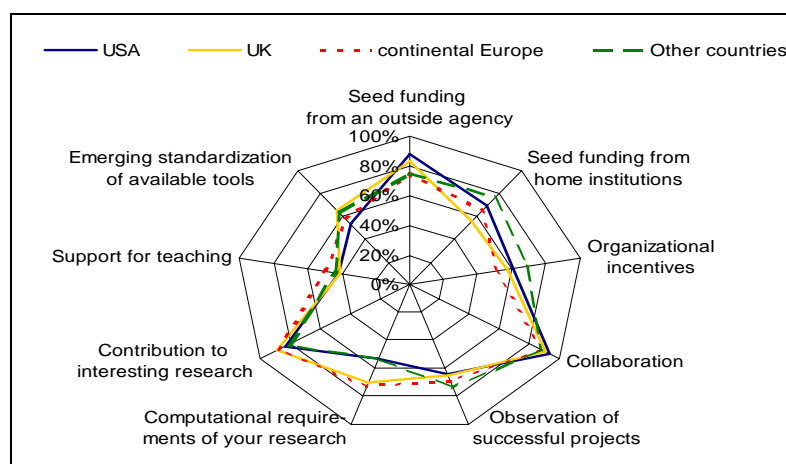 USA UK continental Europe Other countries
Seed funding
from an outside agency
100%
80%
60%
40%
20%
0%
Seed funding from
home institutions
Organizational
incentives
Collaboration
Observation of
successful projects
Computational require-
ments of your research
Contribution to
interesting research
Support for teaching
Emerging standardization
of available tools